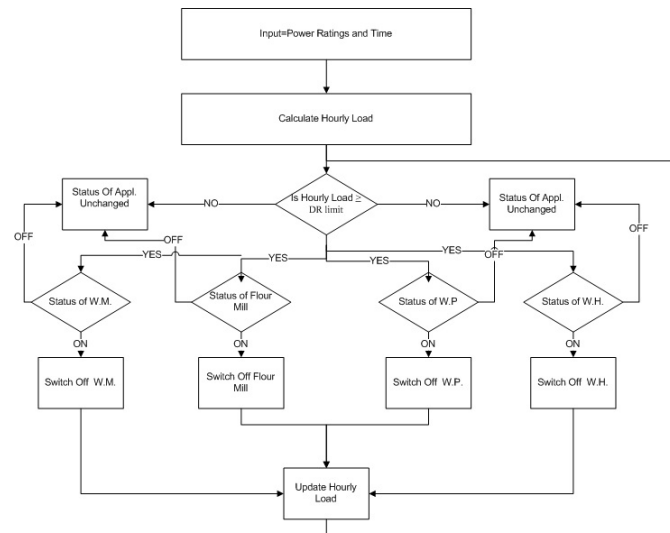 Input=Power Ratings and Time
Calculate Hourly Load
Status Of Appl.
Unchanged
Is Hourly Load ≥
DR limit
Status Of Appl.
Unchanged
NO
NO
OFF
OFF
OFF
OFF
YES
YES
YES
YES
Status of W.M.
Status of Flour
Mill
Status of W.P
Status of W.H.
ON
ON
ON
ON
Switch Off W.M.
Switch Off Flour
Mill
Switch Off W.P.
Switch Off W.H.
Update Hourly
Load